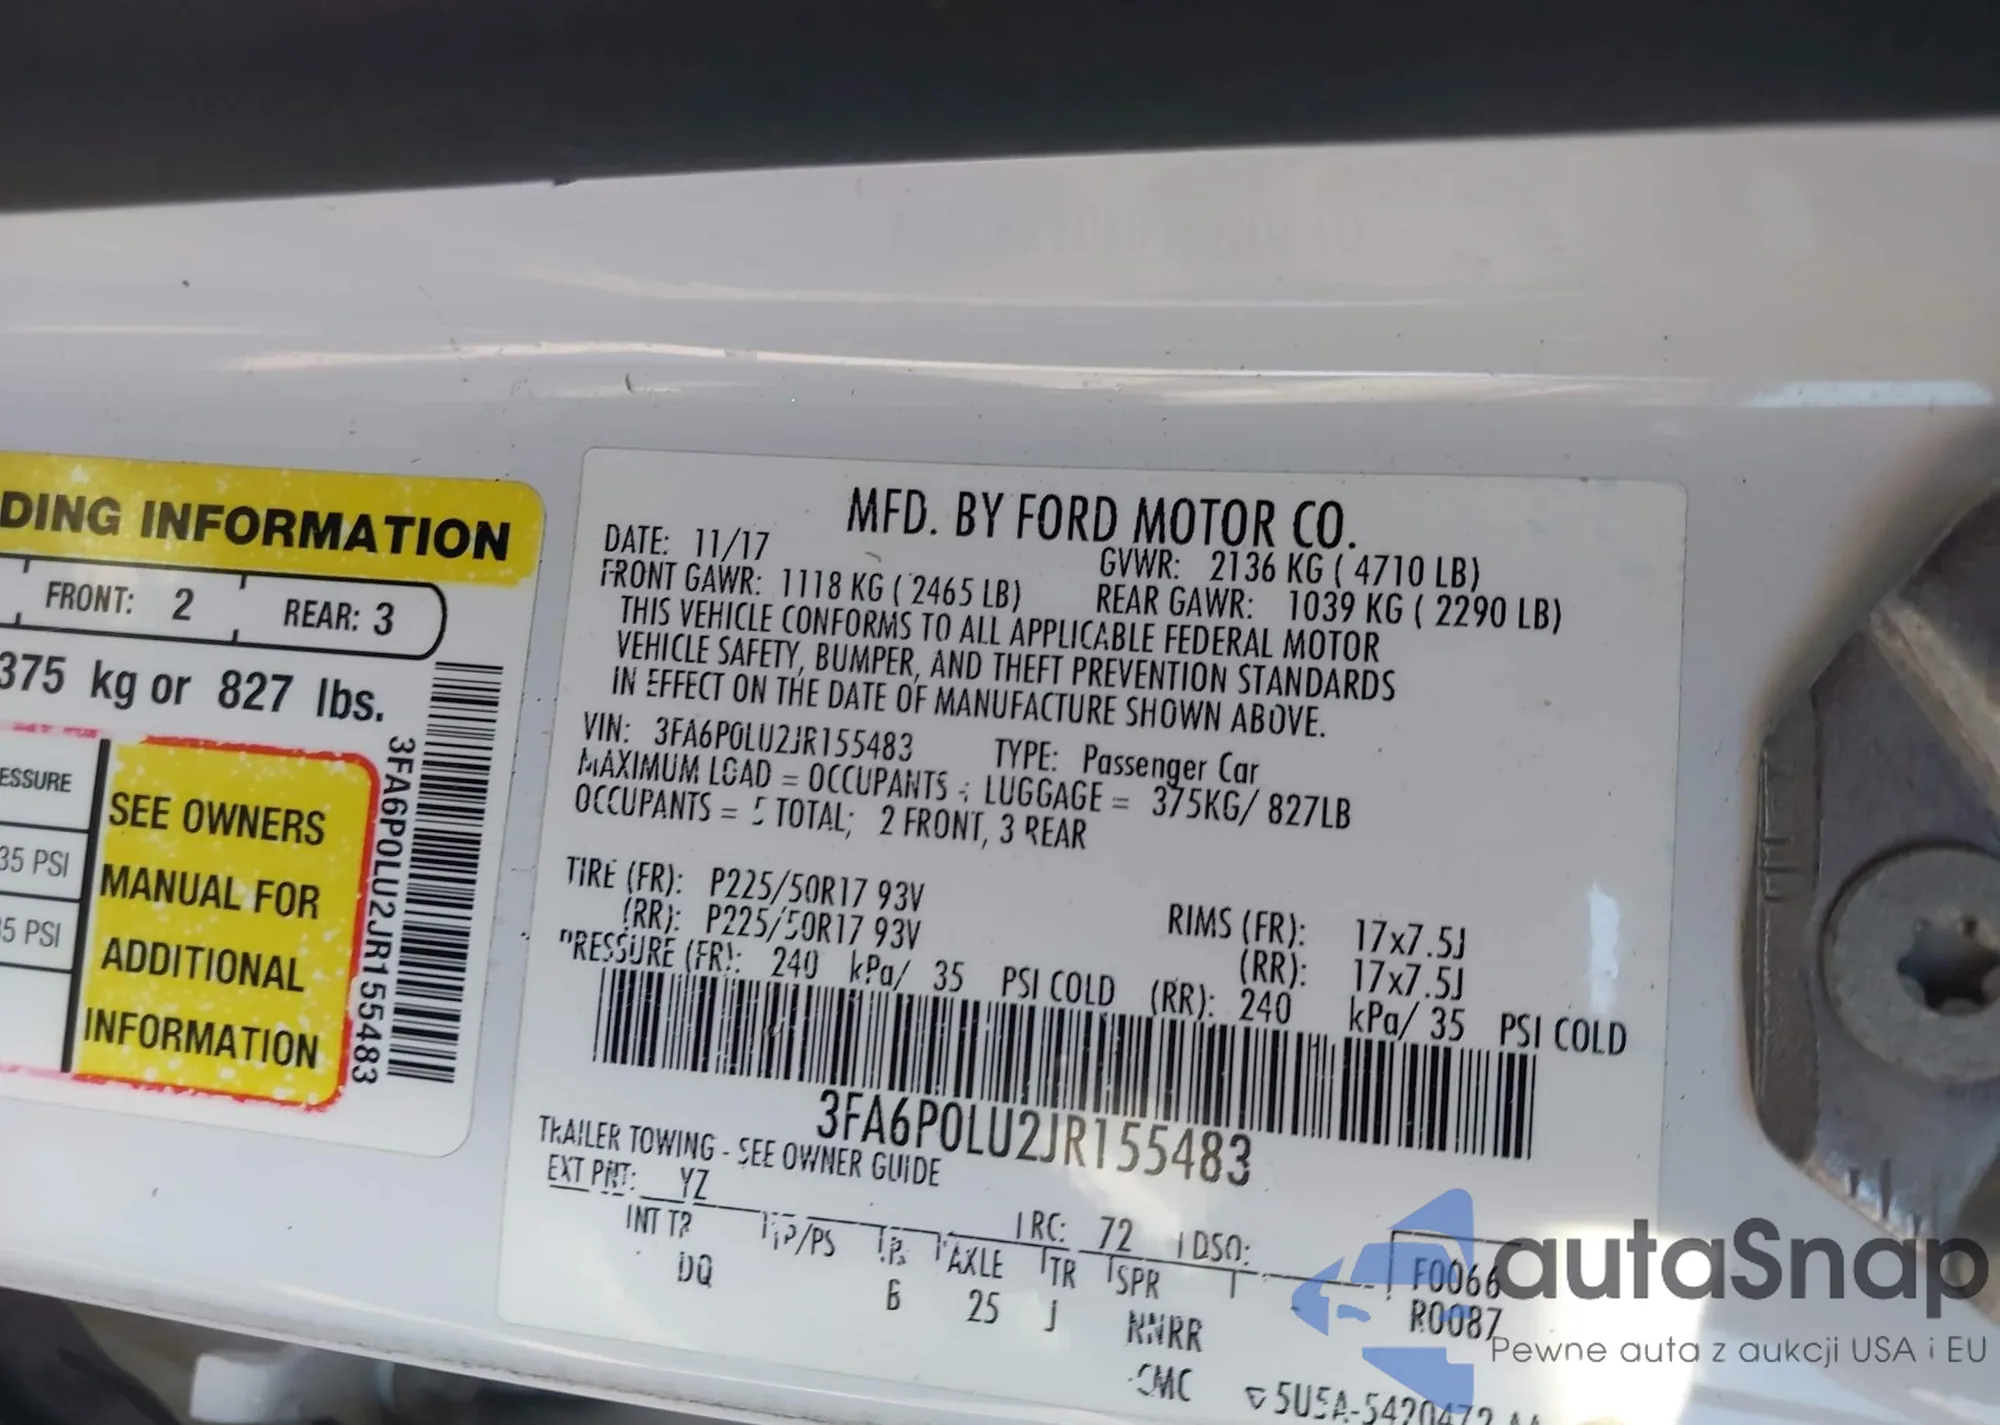 DING INFORMATION
FRONT: 2 REAR: 3
375 kg or 827 lbs.
ESSURE
35 PSI
5 PSI
SEE OWNERS
MANUAL FOR
ADDITIONAL
INFORMATION
3FA6P0LU2JR155483
MFD. BY FORD MOTOR CO.
DATE: 11/17 GVWR: 2136 KG ( 4710 LB)
FRONT GAWR: 1118 KG ( 2465 LB) REAR GAWR: 1039 KG ( 2290 LB)
THIS VEHICLE CONFORMS TO ALL APPLICABLE FEDERAL MOTOR
VEHICLE SAFETY, BUMPER, AND THEFT PREVENTION STANDARDS
IN EFFECT ON THE DATE OF MANUFACTURE SHOWN ABOVE.
VIN: 3FA6P0LU2JR155483 TYPE: Passenger Car
MAXIMUM LOAD = OCCUPANTS + LUGGAGE = 375KG/ 827LB
OCCUPANTS = 5 TOTAL; 2 FRONT, 3 REAR
TIRE (FR): P225/50R17 93V RIMS (FR): 17x7.5J
(RR): P225/50R17 93V (RR): 17x7.5J
PRESSURE (FR): 240 kPa/ 35 PSI COLD (RR): 240 kPa/ 35 PSI COLD
3FA6P0LU2JR155483
TRAILER TOWING - SEE OWNER GUIDE
EXT PNT: YZ RC: 72 DSO:
INT TR TP/PS R AXLE TR SPR F0066
DQ 6 25 J NNRR R0087
CMC
autaSnap
Pewne auta z aukcji USA i EU